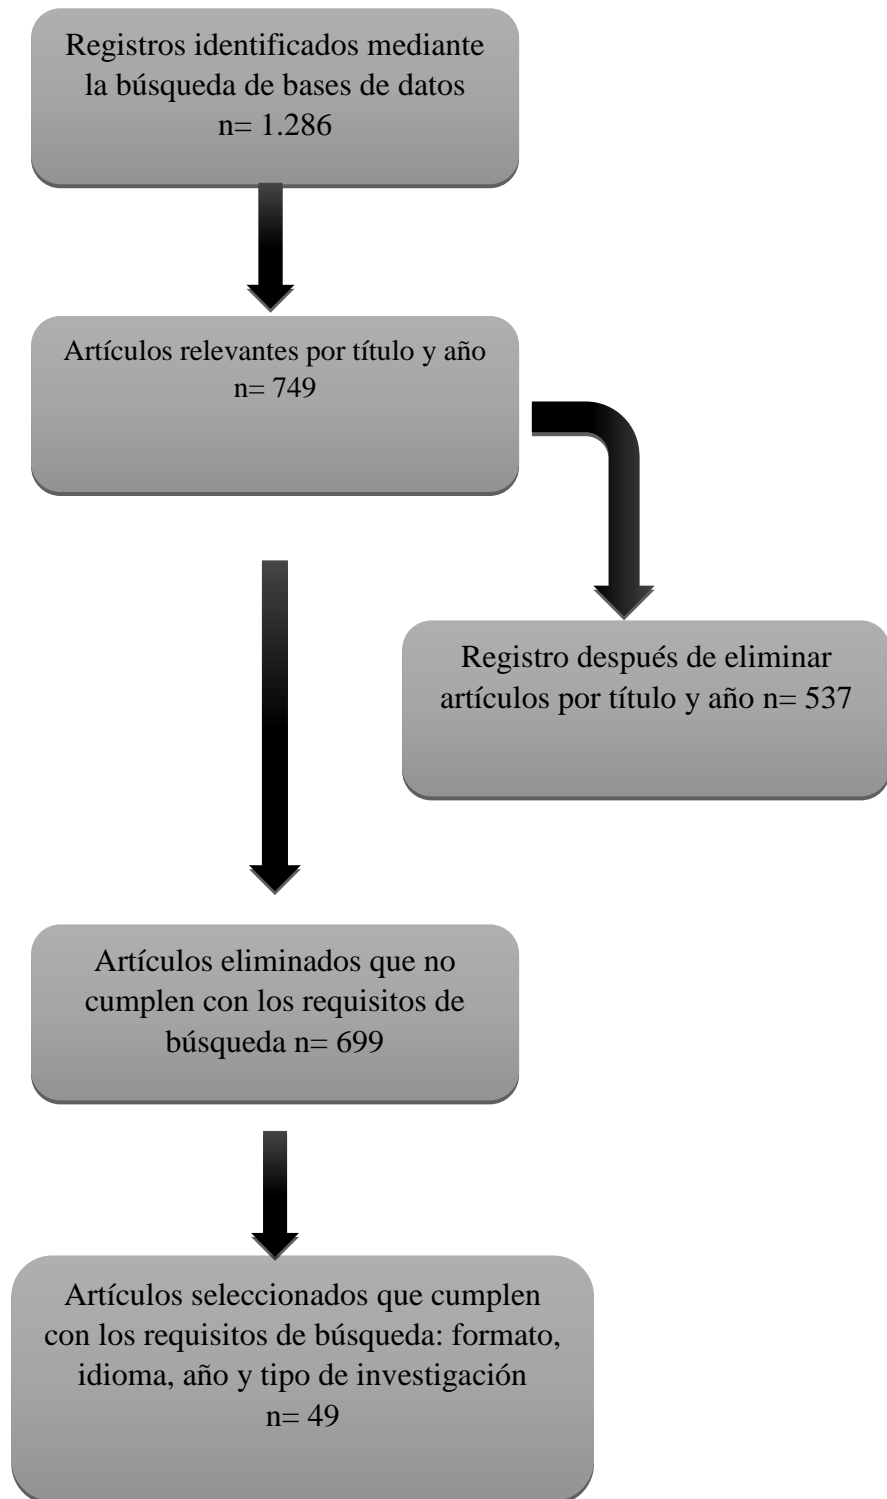 Registros identificados mediante
la búsqueda de bases de datos
n= 1.286
Artículos relevantes por título y año
n= 749
Registro después de eliminar
artículos por título y año n= 537
Artículos eliminados que no
cumplen con los requisitos de
búsqueda n= 699
Artículos seleccionados que cumplen
con los requisitos de búsqueda: formato,
idioma, año y tipo de investigación
n= 49